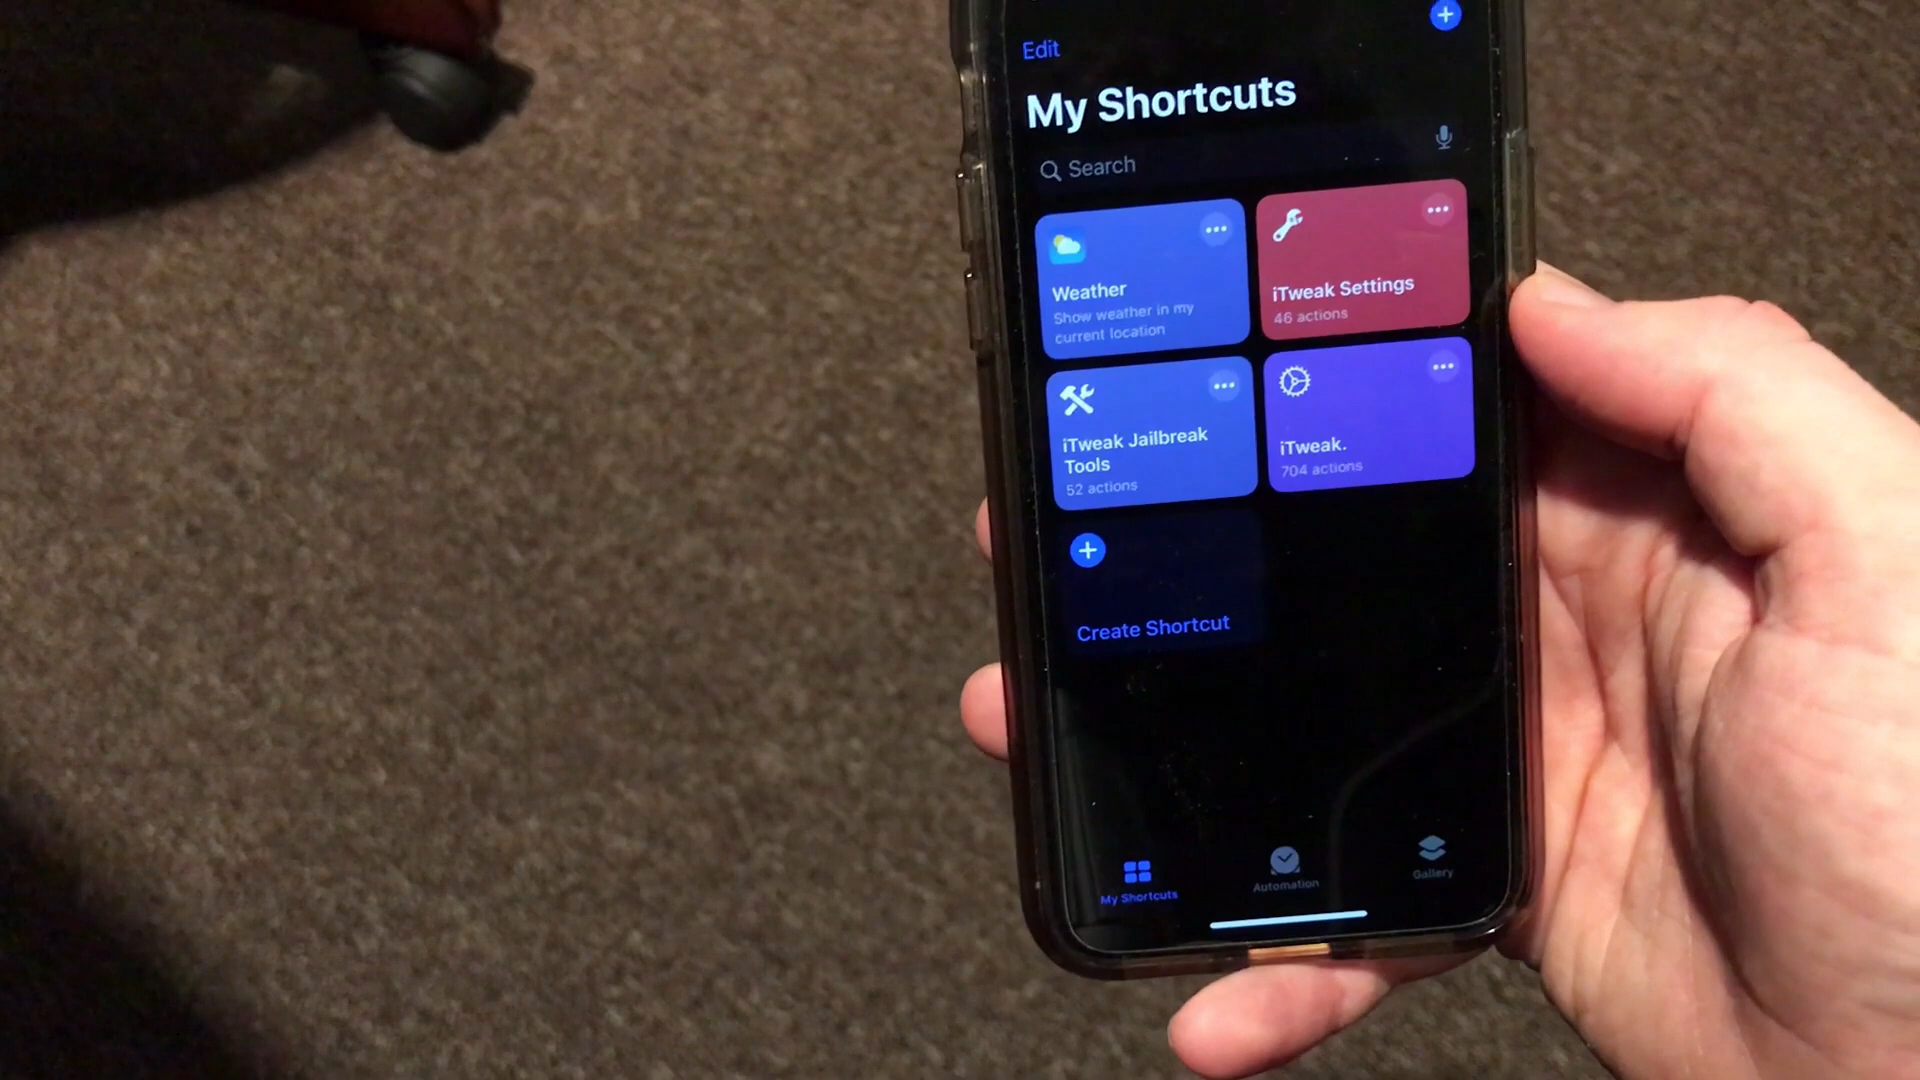 Edit
My Shortcuts
Search
Weather
Show weather in my
current location
iTweak Settings
46 actions
iTweak Jailbreak
Tools
52 actions
iTweak.
704 actions
Create Shortcut
My Shortcuts
Automation
Gallery